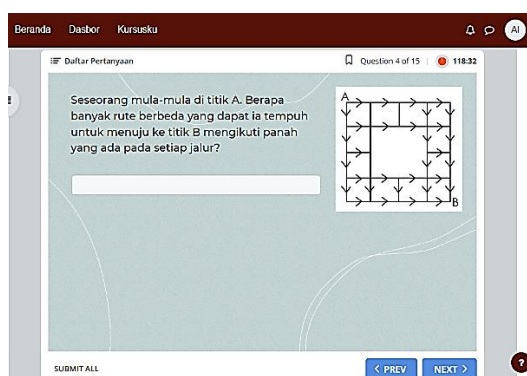 Beranda Dasbor Kursusku AI
Daftar Pertanyaan Question 4 of 15 118:32
Seseorang mula-mula di titik A. Berapa
banyak rute berbeda yang dapat ia tempuh
untuk menuju ke titik B mengikuti panah
yang ada pada setiap jalur?
A
B
SUBMIT ALL < PREV NEXT >
?